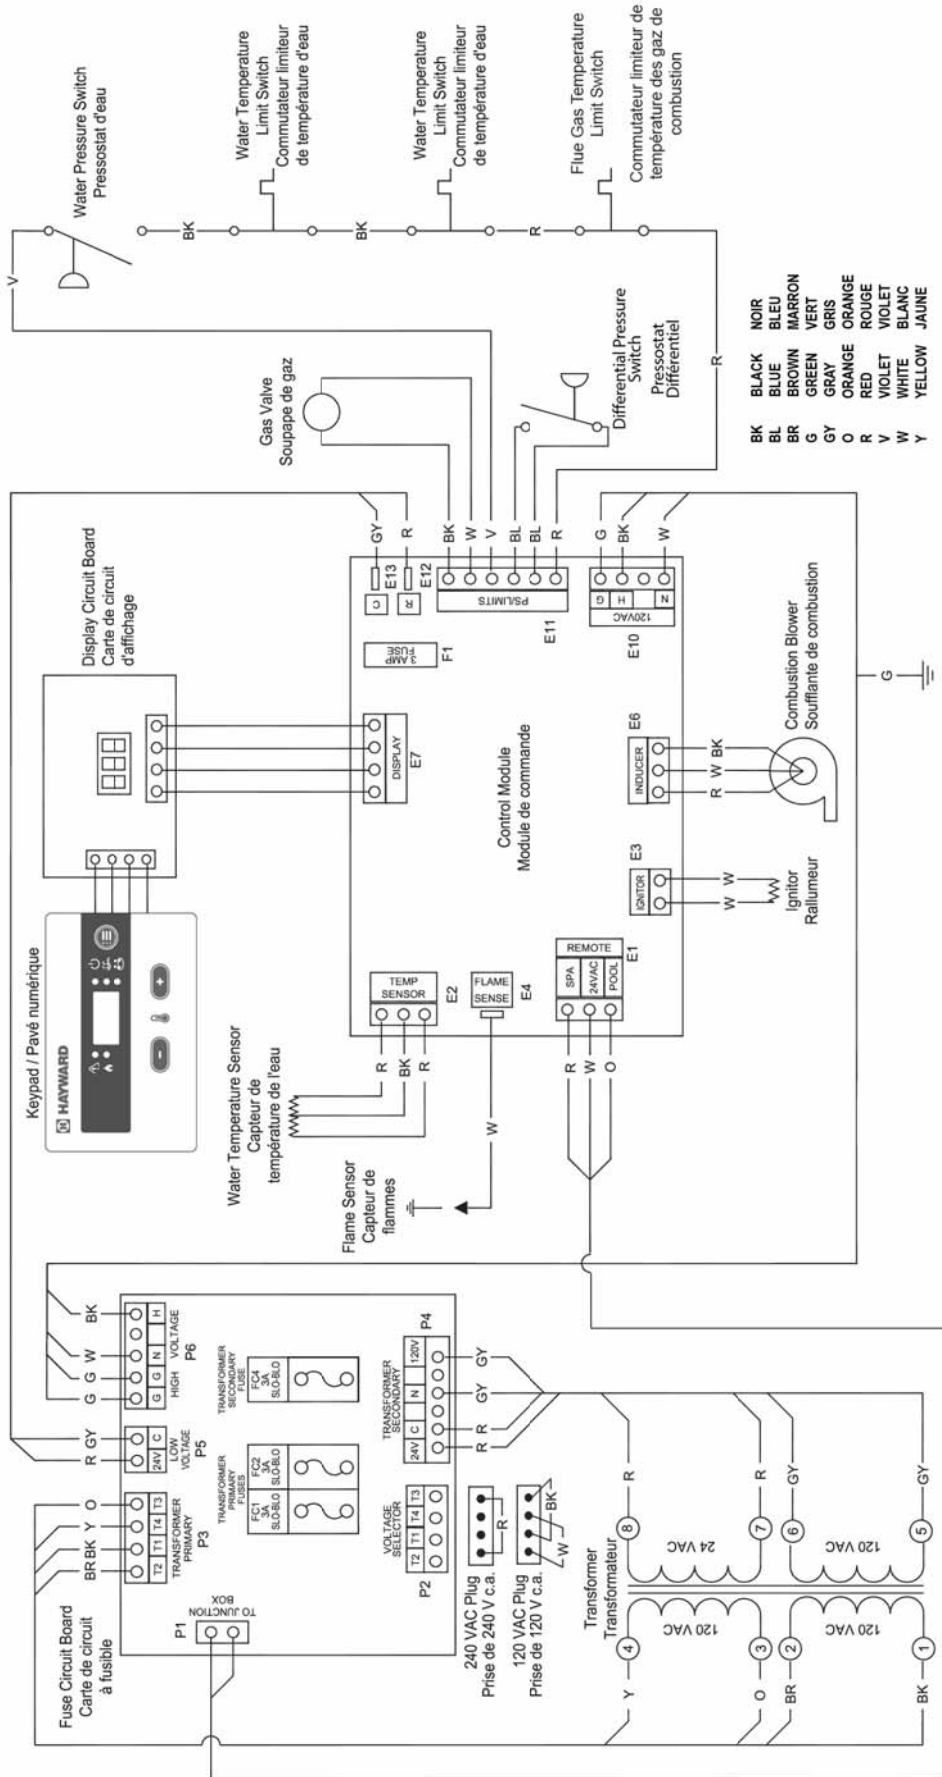 Water Pressure Switch
Pressostat d'eau
V
BK
Water Temperature
Limit Switch
Commutateur limiteur
de température d'eau
BK
Water Temperature
Limit Switch
Commutateur limiteur
de température d'eau
R
Flue Gas Temperature
Limit Switch
Commutateur limiteur de
température des gaz de
combustion
R
Gas Valve
Soupape de gaz
Differential Pressure
Switch
Pressostat
Différentiel
BK BLACK NOIR
BL BLUE BLEU
BR BROWN MARRON
G GREEN VERT
GY GRAY GRIS
O ORANGE ORANGE
R RED ROUGE
V VIOLET VIOLET
W WHITE BLANC
Y YELLOW JAUNE
Display Circuit Board
Carte de circuit
d'affichage
Keypad / Pavé numérique
HAYWARD
GY
R
BK
W
V
BL
BL
R
G
BK
W
E13
C
E12
R
3 AMP
FUSE
F1
PS/LIMITS
E11
120VAC
G
H
N
E10
DISPLAY
E7
Control Module
Module de commande
INDUCER
E6
R
W
BK
Combustion Blower
Soufflante de combustion
G
IGNITOR
E3
W
W
Ignitor
Rallumeur
TEMP
SENSOR
E2
R
BK
R
Water Temperature Sensor
Capteur de
température de l'eau
FLAME
SENSE
E4
W
Flame Sensor
Capteur de
flammes
REMOTE
SPA
24VAC
POOL
E1
R
W
O
Fuse Circuit Board
Carte de circuit
à fusible
P1
TO JUNCTION
BOX
BR
BK
Y
O
T2
T1
T4
T3
TRANSFORMER
PRIMARY
P3
R
GY
24V
C
LOW
VOLTAGE
P5
G
G
W
BK
G
G
N
H
HIGH VOLTAGE
P6
TRANSFORMER
PRIMARY
FUSES
FC1
3A
SLO-BLO
FC2
3A
SLO-BLO
TRANSFORMER
SECONDARY
FUSE
FC4
3A
SLO-BLO
VOLTAGE
SELECTOR
T2
T1
T4
T3
P2
TRANSFORMER
SECONDARY
24V
C
N
120V
P4
R
R
GY
GY
240 VAC Plug
Prise de 240 V c.a.
R
120 VAC Plug
Prise de 120 V c.a.
W
BK
Transformer
Transformateur
4
3
2
1
8
7
6
5
120 VAC
120 VAC
24 VAC
120 VAC
Y
O
BR
BK
R
R
GY
GY